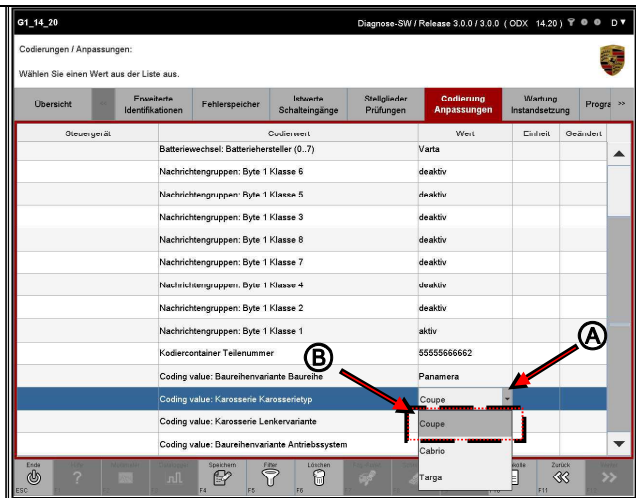 G1_14_20 Diagnose-SW / Release 3.0.0 / 3.0.0 ( ODX 14.20 ) D
Codierungen / Anpassungen:
Wählen Sie einen Wert aus der Liste aus.
Übersicht >> Erweiterte Identifikationen Fehlerspeicher Istwerte Schalteingänge Stellglieder Prüfungen Codierung Anpassungen Wartung Instandsetzung Progra >>
Steuergerät Codierwert Wert Einheit Geändert
Batteriewechsel: Batteriehersteller (0..7) Varta
Nachrichtengruppen: Byte 1 Klasse 6 deaktiv
Nachrichtengruppen: Byte 1 Klasse 5 deaktiv
Nachrichtengruppen: Byte 1 Klasse 3 deaktiv
Nachrichtengruppen: Byte 1 Klasse 8 deaktiv
Nachrichtengruppen: Byte 1 Klasse 7 deaktiv
Nachrichtengruppen: Byte 1 Klasse 4 deaktiv
Nachrichtengruppen: Byte 1 Klasse 2 deaktiv
Nachrichtengruppen: Byte 1 Klasse 1 aktiv
A
Kodiercontainer Teilenummer 55555666662
B
Coding value: Baureihenvariante Baureihe Panamera
Coding value: Karosserie Karosserietyp Coupe
Coding value: Karosserie Lenkervariante Coupe
Coding value: Baureihenvariante Antriebssystem Cabrio
Targa
Ende Hilfe Speichern Filter Löschen Zurück
ESC F4 F5 F6 F10 F11